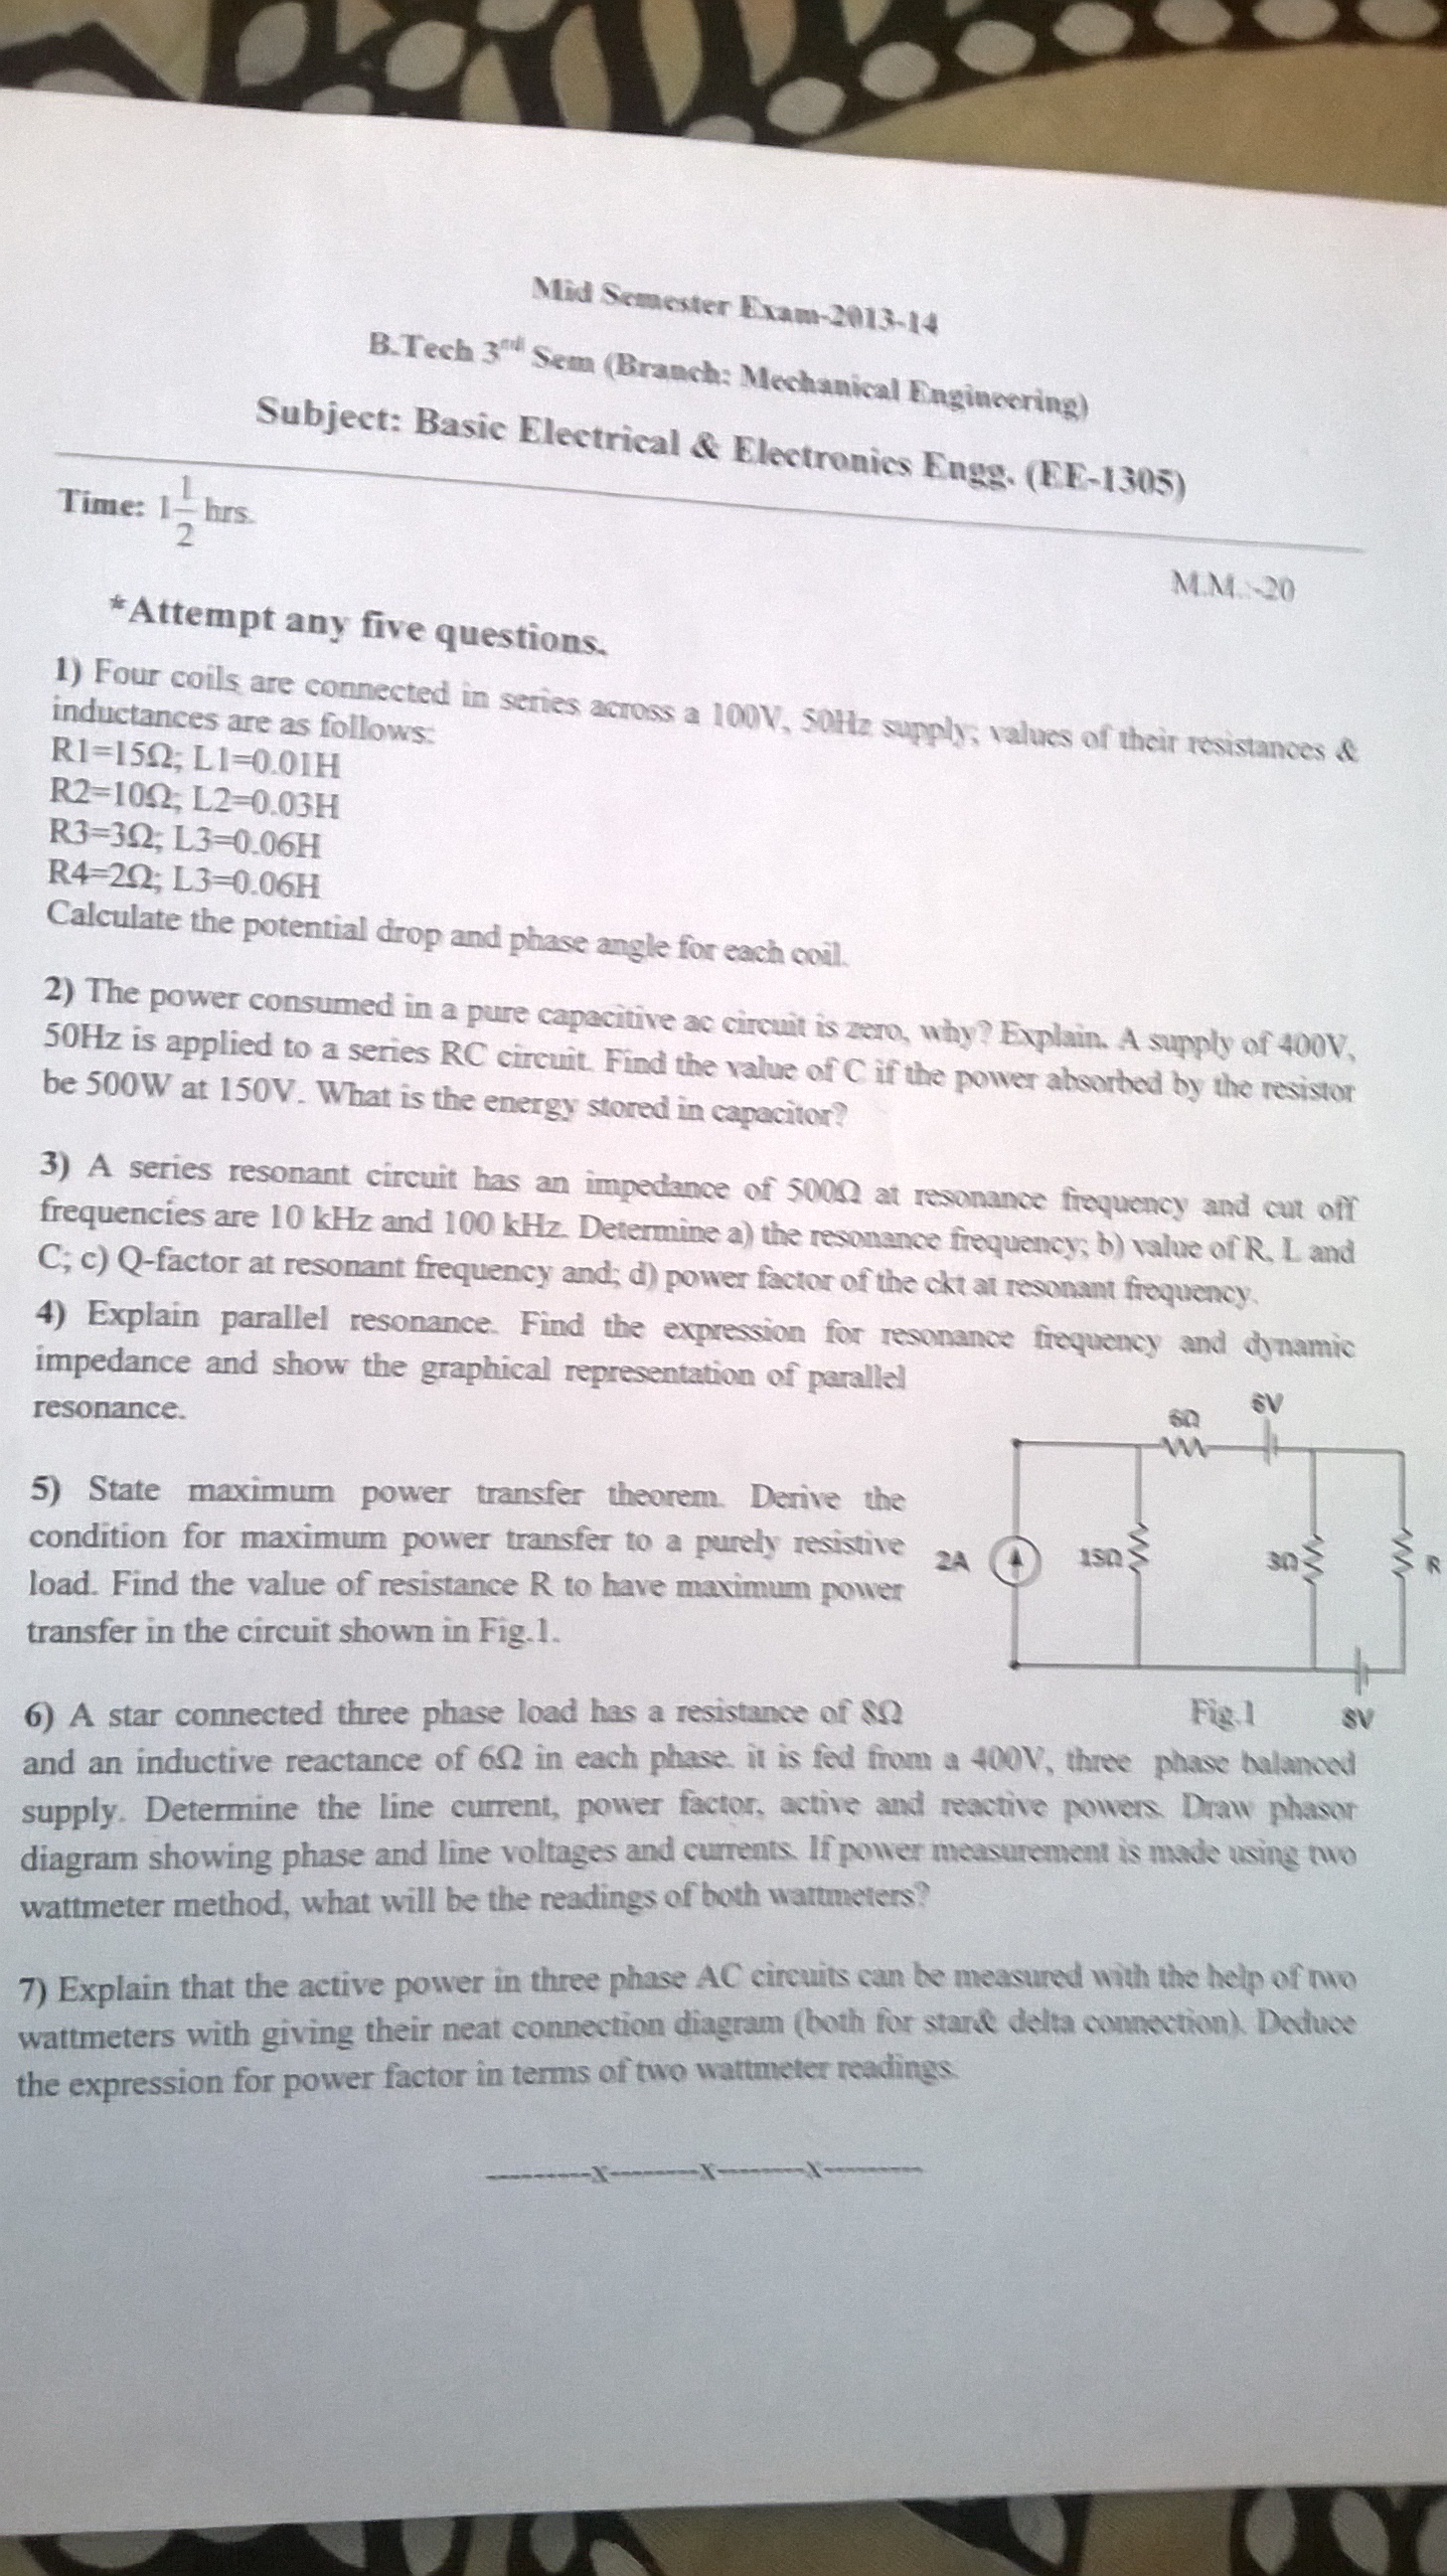 Mid Semester Exam-2013-14
B.Tech 3rd Sem (Branch: Mechanical Engineering)
Subject: Basic Electrical & Electronics Engg. (EE-1305)
Time: 1 1/2 hrs.
M.M.:-20
*Attempt any five questions.
1) Four coils are connected in series across a 100V, 50Hz supply; values of their resistances &
inductances are as follows:
R1=15Ω; L1=0.01H
R2=10Ω; L2=0.03H
R3=3Ω; L3=0.06H
R4=2Ω; L3=0.06H
Calculate the potential drop and phase angle for each coil.
2) The power consumed in a pure capacitive ac circuit is zero, why? Explain. A supply of 400V,
50Hz is applied to a series RC circuit. Find the value of C if the power absorbed by the resistor
be 500W at 150V. What is the energy stored in capacitor?
3) A series resonant circuit has an impedance of 500Ω at resonance frequency and cut off
frequencies are 10 kHz and 100 kHz. Determine a) the resonance frequency; b) value of R, L and
C; c) Q-factor at resonant frequency and; d) power factor of the ckt at resonant frequency.
4) Explain parallel resonance. Find the expression for resonance frequency and dynamic
impedance and show the graphical representation of parallel
resonance.
5) State maximum power transfer theorem. Derive the
condition for maximum power transfer to a purely resistive
load. Find the value of resistance R to have maximum power
transfer in the circuit shown in Fig.1.
6Ω
6V
2A
15Ω
3Ω
R
8V
Fig.1
6) A star connected three phase load has a resistance of 8Ω
and an inductive reactance of 6Ω in each phase. it is fed from a 400V, three phase balanced
supply. Determine the line current, power factor, active and reactive powers. Draw phasor
diagram showing phase and line voltages and currents. If power measurement is made using two
wattmeter method, what will be the readings of both wattmeters?
7) Explain that the active power in three phase AC circuits can be measured with the help of two
wattmeters with giving their neat connection diagram (both for star& delta connection). Deduce
the expression for power factor in terms of two wattmeter readings.
----------x---------x---------x----------